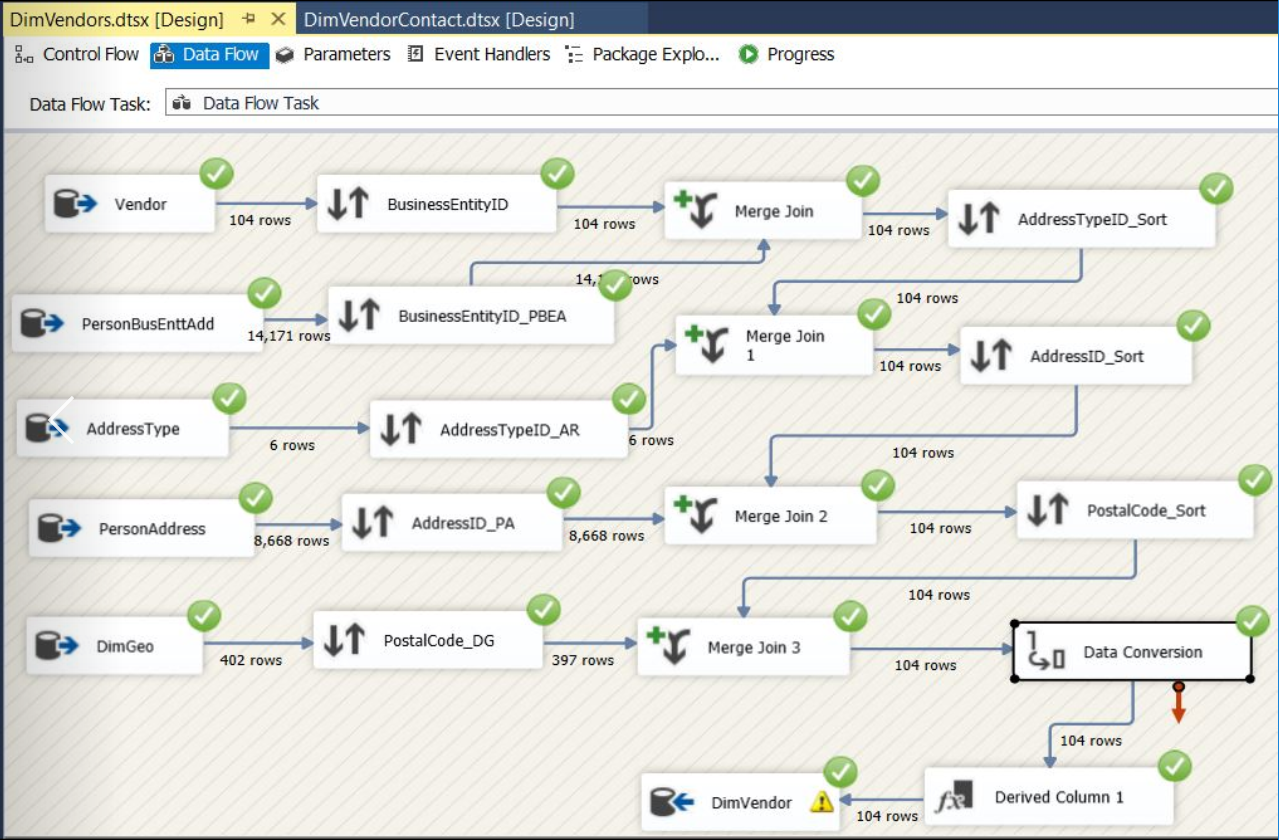 DimVendors.dtsx [Design]
DimVendorContact.dtsx [Design]
Control Flow
Data Flow
Parameters
Event Handlers
Package Explo...
Progress
Data Flow Task:
Data Flow Task
Vendor
104 rows
BusinessEntityID
104 rows
Merge Join
104 rows
AddressTypeID_Sort
104 rows
PersonBusEnttAdd
14,171 rows
BusinessEntityID_PBEA
rows
Merge Join
1
104 rows
AddressID_Sort
104 rows
AddressType
6 rows
AddressTypeID_AR
6 rows
PersonAddress
8,668 rows
AddressID_PA
8,668 rows
Merge Join 2
104 rows
PostalCode_Sort
104 rows
DimGeo
402 rows
PostalCode_DG
397 rows
Merge Join 3
104 rows
Data Conversion
104 rows
DimVendor
104 rows
fx
Derived Column 1